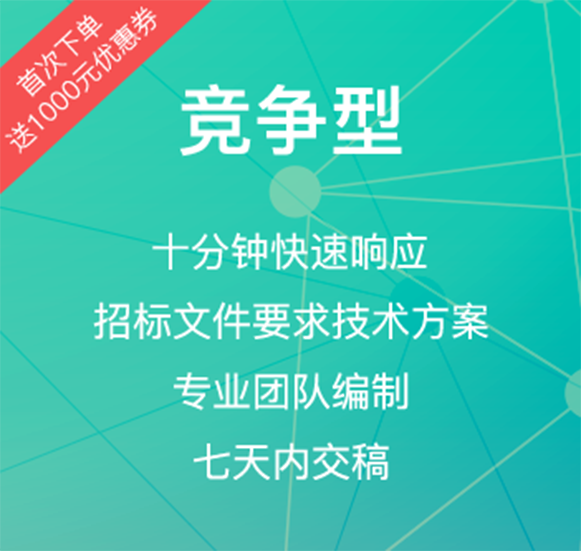 首次下单
送1000元优惠券
竞争型
十分钟快速响应
招标文件要求技术方案
专业团队编制
七天内交稿